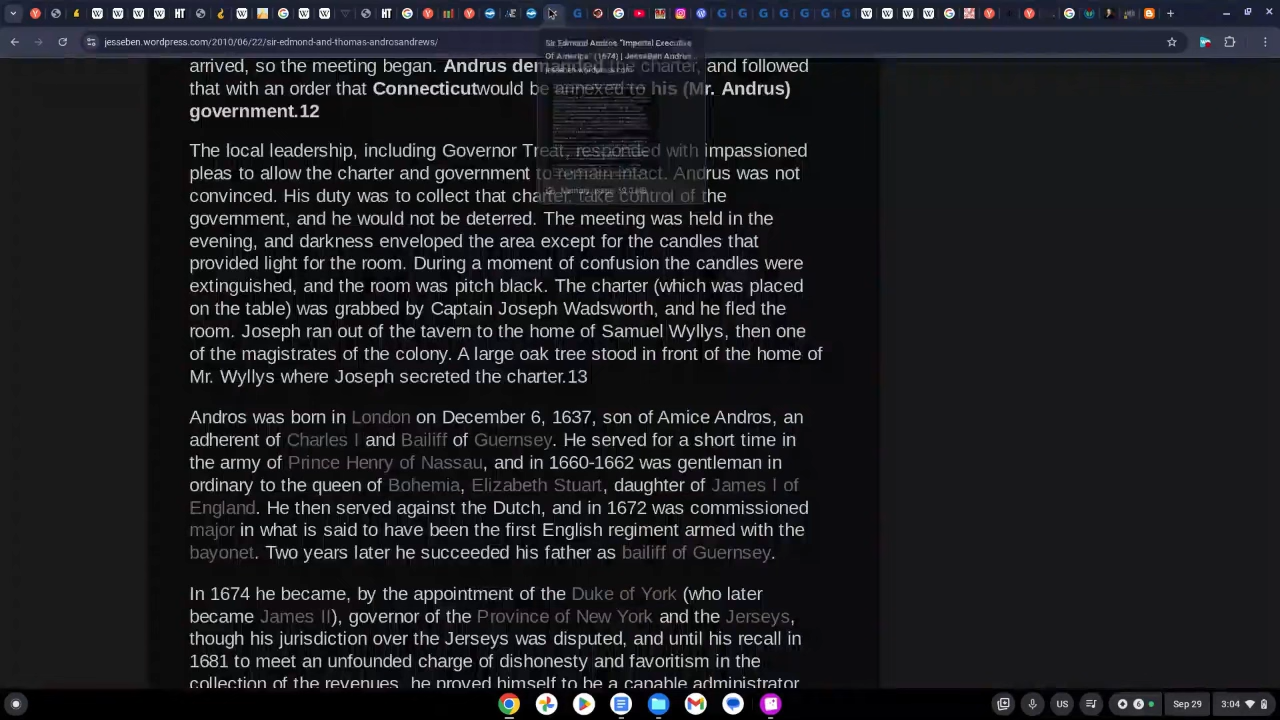 jesseben.wordpress.com/2010/06/22/sir-edmond-and-thomas-androsandrews/
Sir Edmond Andros "Imperial Executive
Of America" (1674) | JesseBen Andrus...
arrived, so the meeting began. Andrus demanded the charter, and followed
that with an order that Connecticutwould be annexed to his (Mr. Andrus)
government.12
The local leadership, including Governor Treat, responded with impassioned
pleas to allow the charter and government to remain intact. Andrus was not
convinced. His duty was to collect that charter. take control of the
government, and he would not be deterred. The meeting was held in the
evening, and darkness enveloped the area except for the candles that
provided light for the room. During a moment of confusion the candles were
extinguished, and the room was pitch black. The charter (which was placed
on the table) was grabbed by Captain Joseph Wadsworth, and he fled the
room. Joseph ran out of the tavern to the home of Samuel Wyllys, then one
of the magistrates of the colony. A large oak tree stood in front of the home of
Mr. Wyllys where Joseph secreted the charter.13
Andros was born in London on December 6, 1637, son of Amice Andros, an
adherent of Charles I and Bailiff of Guernsey. He served for a short time in
the army of Prince Henry of Nassau, and in 1660-1662 was gentleman in
ordinary to the queen of Bohemia, Elizabeth Stuart, daughter of James I of
England. He then served against the Dutch, and in 1672 was commissioned
major in what is said to have been the first English regiment armed with the
bayonet. Two years later he succeeded his father as bailiff of Guernsey.
In 1674 he became, by the appointment of the Duke of York (who later
became James II), governor of the Province of New York and the Jerseys,
though his jurisdiction over the Jerseys was disputed, and until his recall in
1681 to meet an unfounded charge of dishonesty and favoritism in the
collection of the revenues, he proved himself to be a capable administrator
US
6
Sep 29
3:04